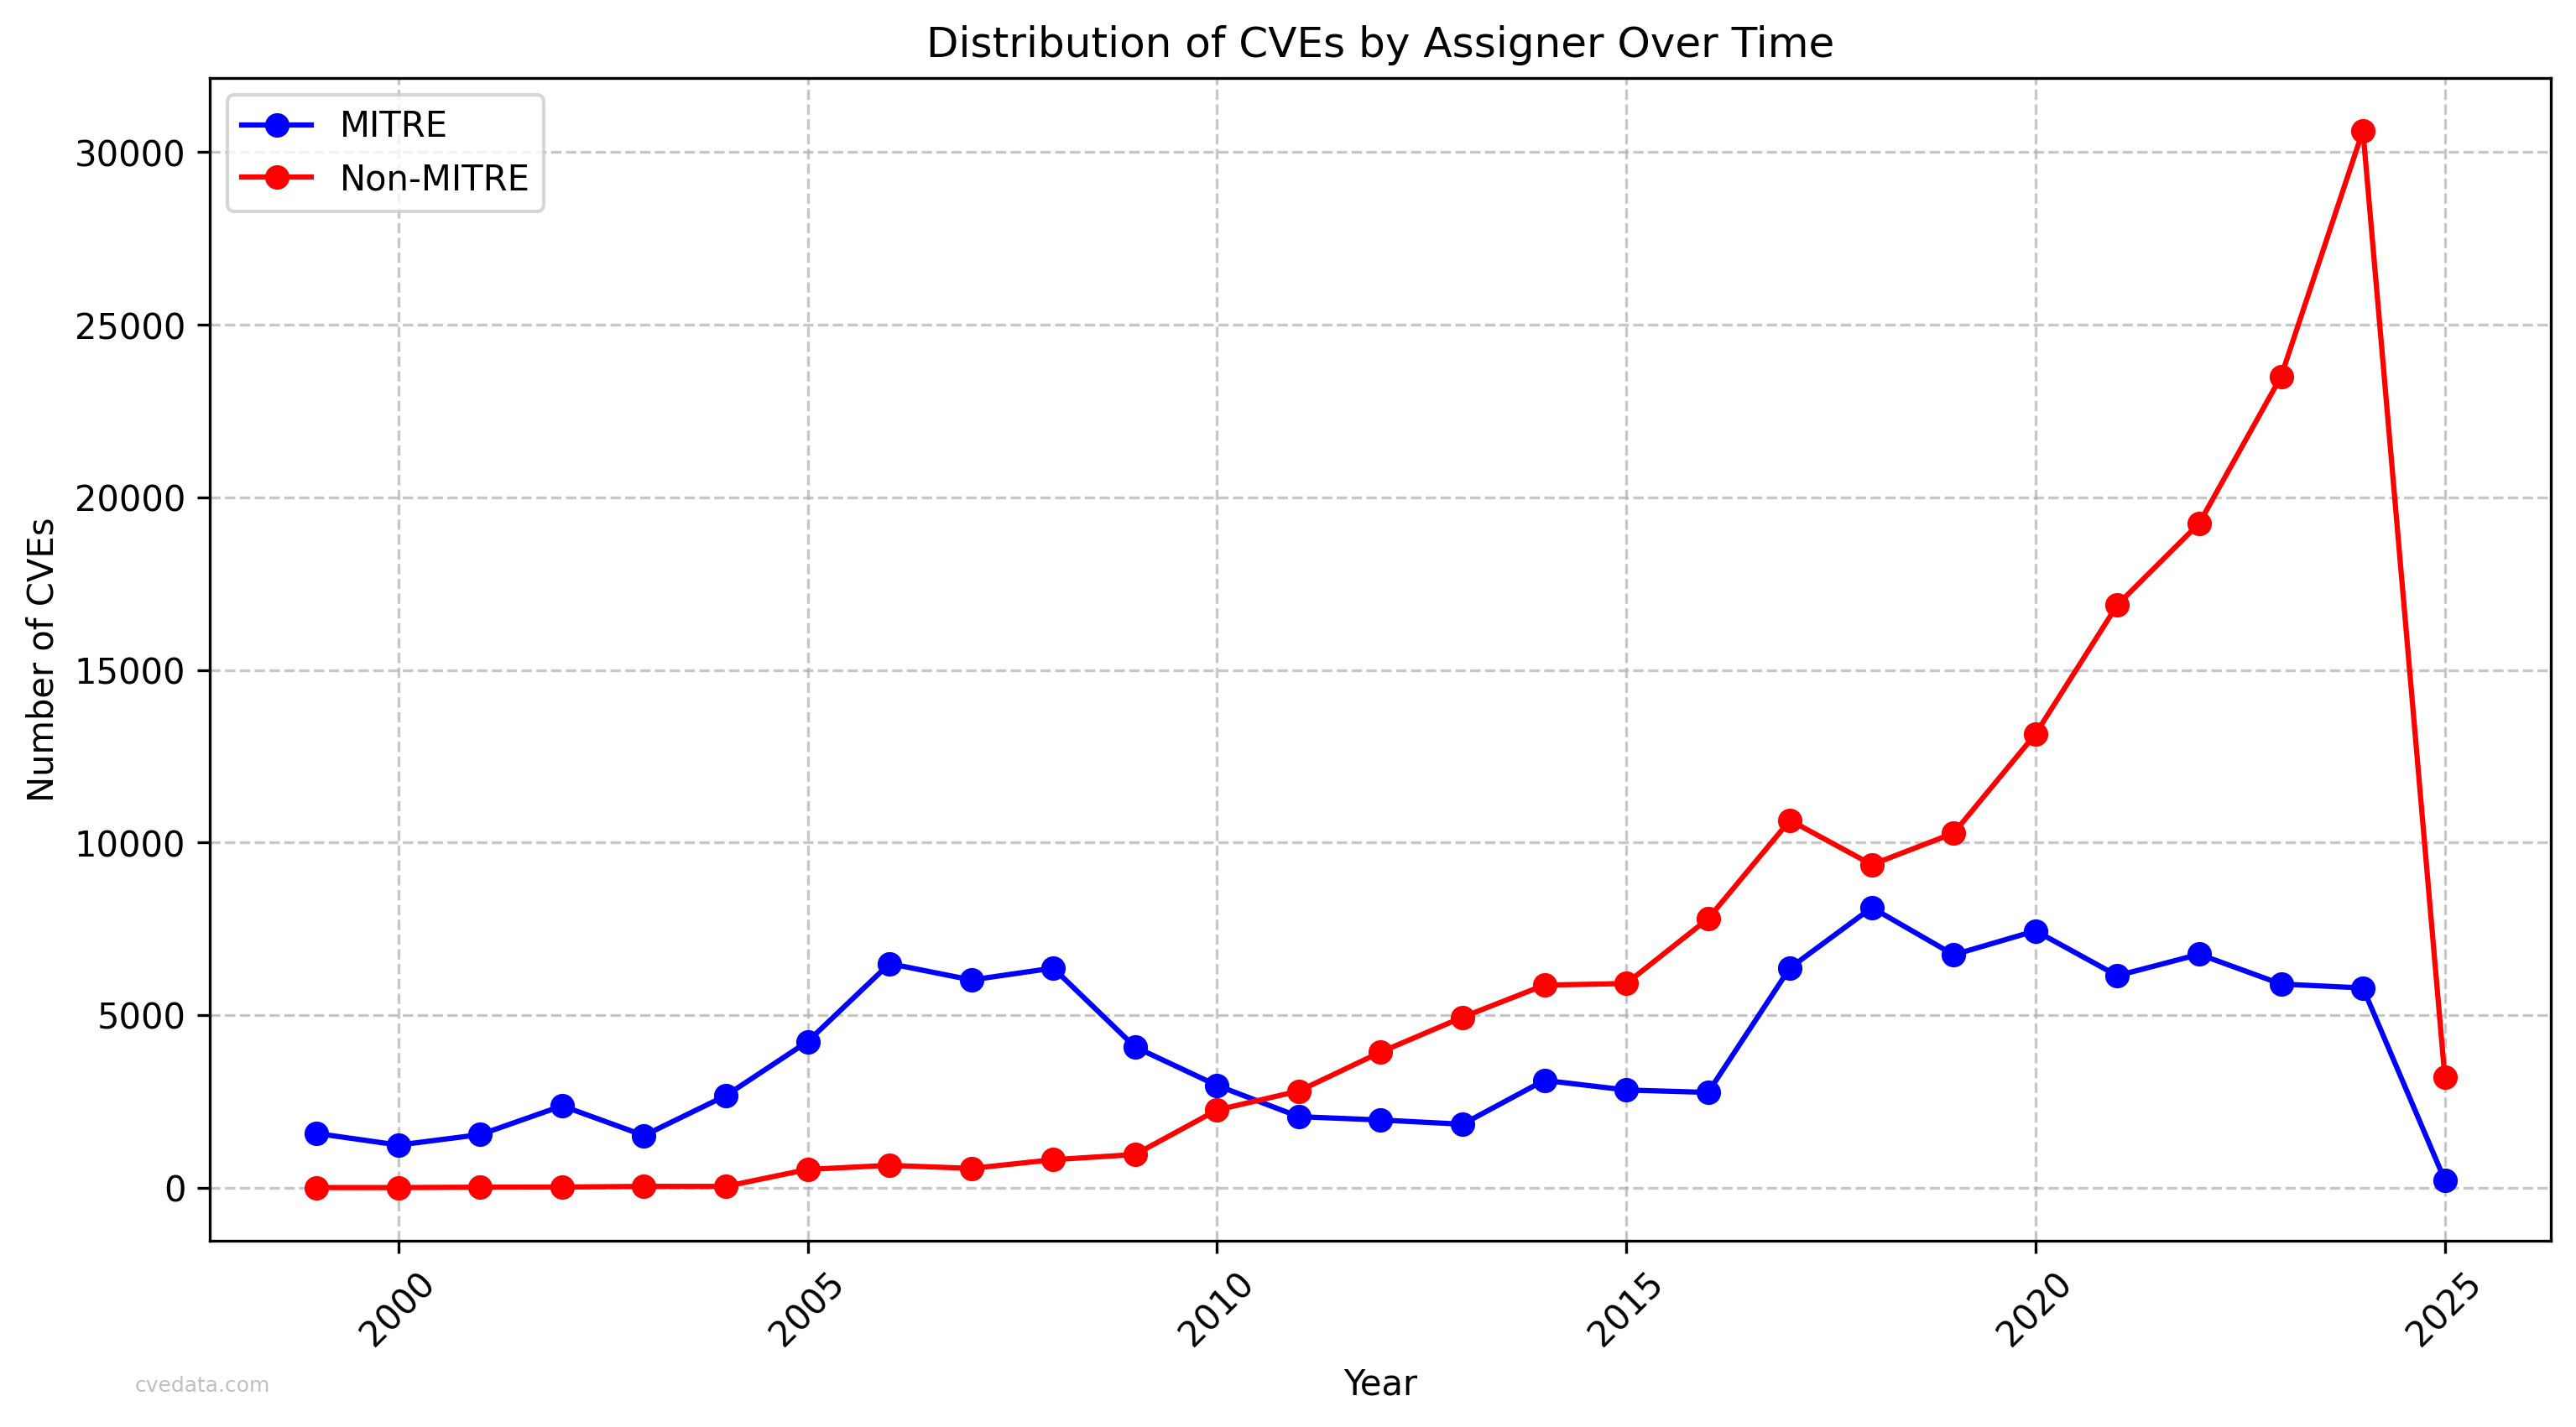 Distribution of CVEs by Assigner Over Time
MITRE
Non-MITRE
30000
25000
20000
15000
10000
5000
0
Number of CVEs
2000
2005
2010
2015
2020
2025
Year
cvedata.com